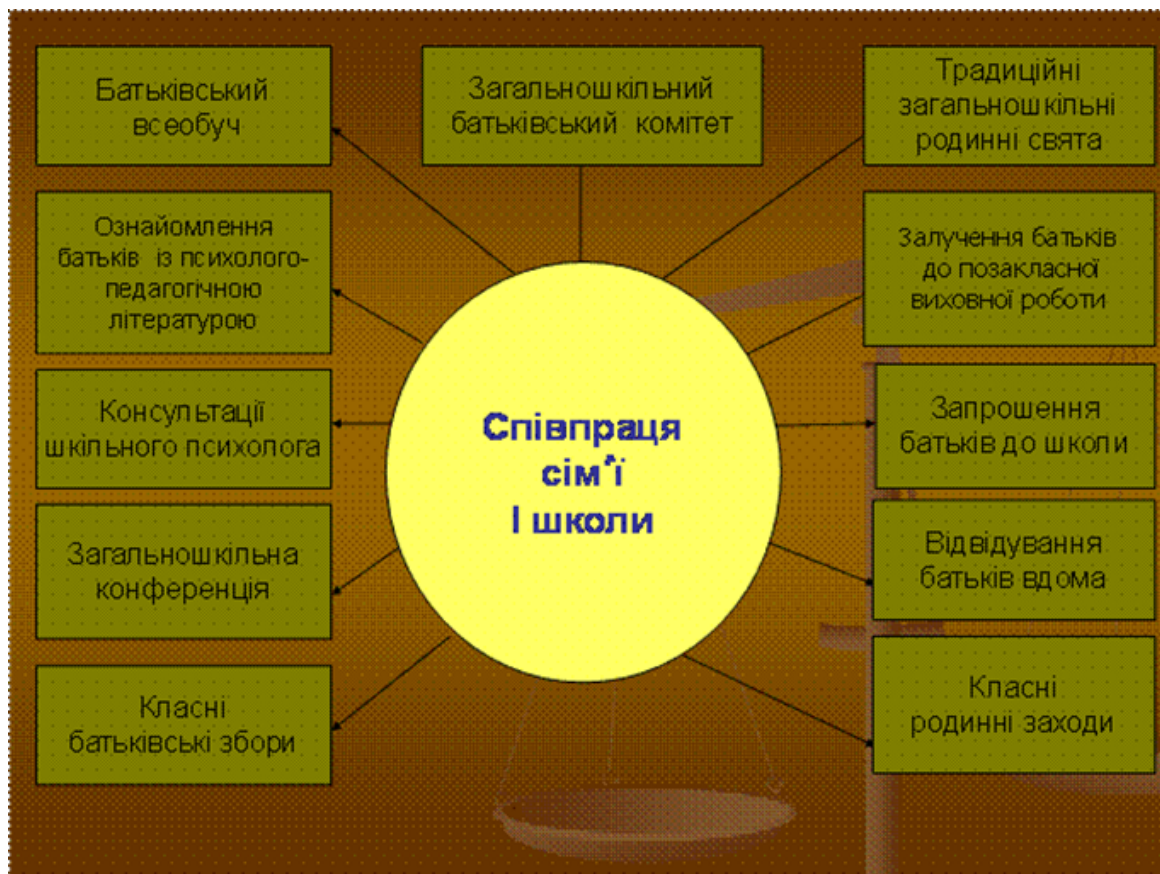 Батьківський
всеобуч
Загальношкільний
батьківський комітет
Традиційні
загальношкільні
родинні свята
Ознайомлення
батьків із психолого-
педагогічною
літературою
Залучення батьків
до позакласної
виховної роботи
Консультації
шкільного психолога
Співпраця
сім´ї
І школи
Запрошення
батьків до школи
Загальношкільна
конференція
Відвідування
батьків вдома
Класні
батьківські збори
Класні
родинні заходи